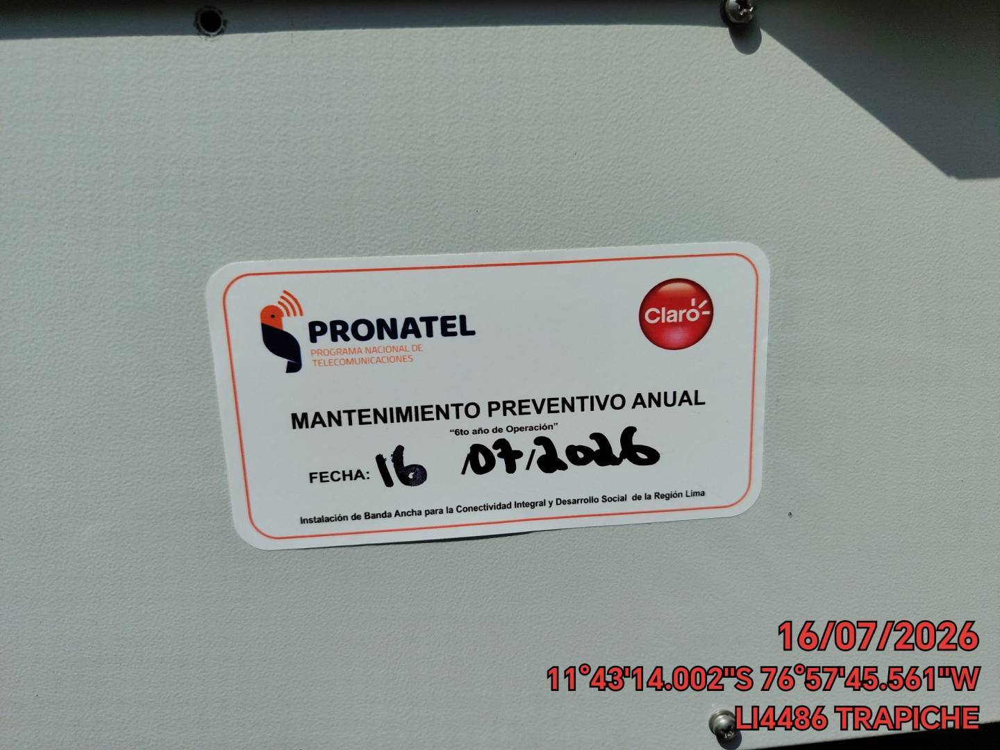 PRONATEL
PROGRAMA NACIONAL DE
TELECOMUNICACIONES
Claro
MANTENIMIENTO PREVENTIVO ANUAL
“6to año de Operación”
FECHA: 16 /07/2026
Instalación de Banda Ancha para la Conectividad Integral y Desarrollo Social de la Región Lima
16/07/2026
11°43'14.002"S 76°57'45.561"W
LI4486 TRAPICHE